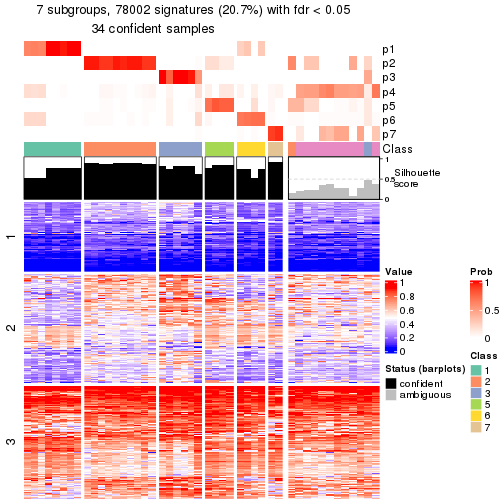 7 subgroups, 78002 signatures (20.7%) with fdr < 0.05
34 confident samples
p1
p2
p3
p4
p5
p6
p7
Class
1
0.5
0
Silhouette
score
1
2
3
Value
1
0.8
0.6
0.4
0.2
0
Prob
1
0.5
0
Status (barplots)
confident
ambiguous
Class
1
2
3
5
6
7